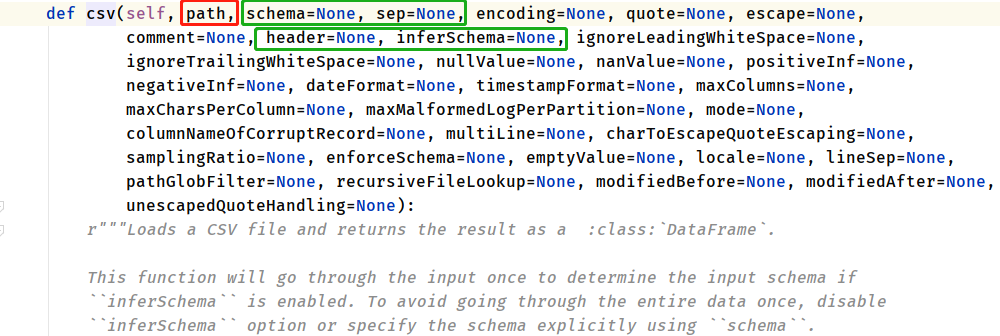 def csv(self, path, schema=None, sep=None, encoding=None, quote=None, escape=None,
comment=None, header=None, inferSchema=None, ignoreLeadingWhiteSpace=None,
ignoreTrailingWhiteSpace=None, nullValue=None, nanValue=None, positiveInf=None,
negativeInf=None, dateFormat=None, timestampFormat=None, maxColumns=None,
maxCharsPerColumn=None, maxMalformedLogPerPartition=None, mode=None,
columnNameOfCorruptRecord=None, multiLine=None, charToEscapeQuoteEscaping=None,
samplingRatio=None, enforceSchema=None, emptyValue=None, locale=None, lineSep=None,
pathGlobFilter=None, recursiveFileLookup=None, modifiedBefore=None, modifiedAfter=None,
unescapedQuoteHandling=None):
r"""Loads a CSV file and returns the result as a  :class:`DataFrame`.
This function will go through the input once to determine the input schema if
``inferSchema`` is enabled. To avoid going through the entire data once, disable
``inferSchema`` option or specify the schema explicitly using ``schema``.